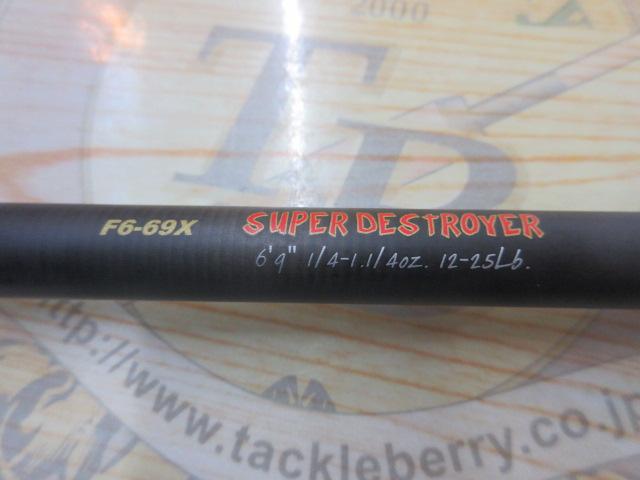 2000
TB
F6-69X SUPER DESTROYER
6'9" 1/4-1.1/4oz. 12-25Lb.
http://www.tackleberry.co.jp